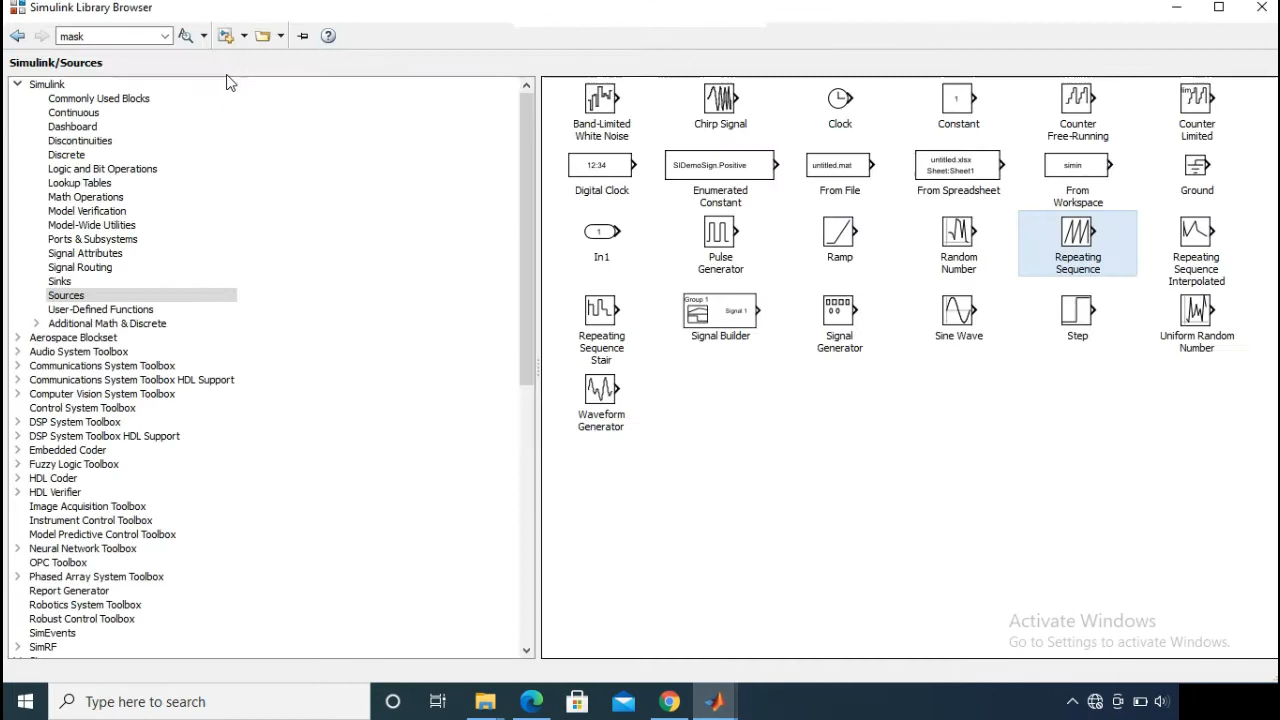 Simulink Library Browser
mask
Simulink/Sources
Simulink
Commonly Used Blocks
Continuous
Dashboard
Discontinuities
Discrete
Logic and Bit Operations
Lookup Tables
Math Operations
Model Verification
Model-Wide Utilities
Ports & Subsystems
Signal Attributes
Signal Routing
Sinks
Sources
User-Defined Functions
Additional Math & Discrete
Aerospace Blockset
Audio System Toolbox
Communications System Toolbox
Communications System Toolbox HDL Support
Computer Vision System Toolbox
Control System Toolbox
DSP System Toolbox
DSP System Toolbox HDL Support
Embedded Coder
Fuzzy Logic Toolbox
HDL Coder
HDL Verifier
Image Acquisition Toolbox
Instrument Control Toolbox
Model Predictive Control Toolbox
Neural Network Toolbox
OPC Toolbox
Phased Array System Toolbox
Report Generator
Robotics System Toolbox
Robust Control Toolbox
SimEvents
SimRF
Band-Limited
White Noise
Chirp Signal
Clock
1
Constant
Counter
Free-Running
lim
Counter
Limited
12:34
Digital Clock
SlDemoSign.Positive
Enumerated
Constant
untitled.mat
From File
untitled.xlsx
Sheet:Sheet1
From Spreadsheet
simin
From
Workspace
Ground
1
In1
Pulse
Generator
Ramp
Random
Number
Repeating
Sequence
Repeating
Sequence
Interpolated
Repeating
Sequence
Stair
Group 1
Signal 1
Signal Builder
Signal
Generator
Sine Wave
Step
Uniform Random
Number
Waveform
Generator
Activate Windows
Go to Settings to activate Windows.
Type here to search